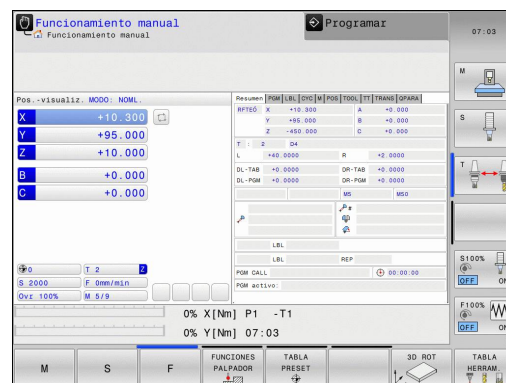 Funcionamiento manual
Funcionamiento manual
Programar
07:03
Pos.-visualiz. MODO: NOML.
X +10.300
Y +95.000
Z +10.000
B +0.000
C +0.000
0 T 2 Z
S 2000 F 0mm/min
Ovr 100% M 5/9
Resumen PGM LBL CYC M POS TOOL TT TRANS QPARA
RFTEÓ X +10.300 A +0.000
Y +95.000 B +0.000
Z -450.000 C +0.000
T : 2 D4
L +40.0000 R +2.0000
DL-TAB +0.0000 DR-TAB +0.0000
DL-PGM +0.0000 DR-PGM +0.0000
M5 M50
#
LBL
LBL REP
PGM CALL 00:00:00
PGM activo:
0% X[Nm] P1 -T1
0% Y[Nm] 07:03
M
S
T
S100%
OFF ON
F100%
OFF ON
M
S
F
FUNCIONES
PALPADOR
TABLA
PRESET
3D ROT
TABLA
HERRAM.